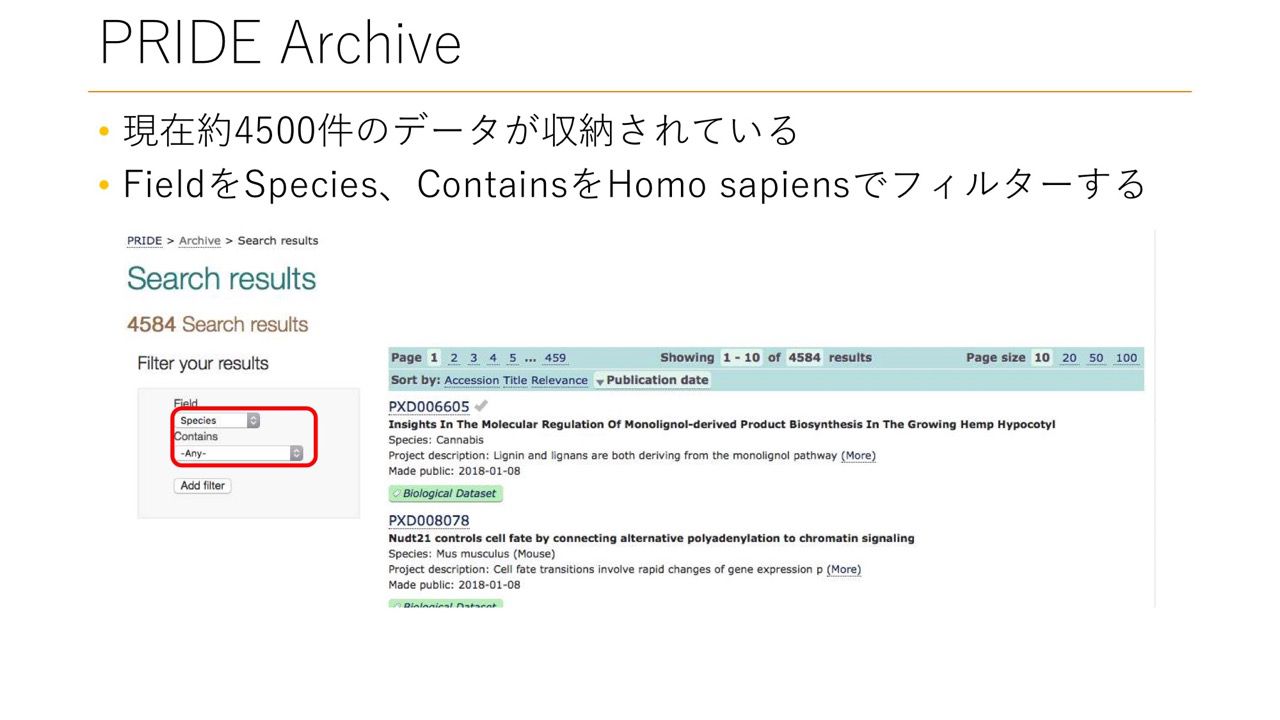 PRIDE Archive
• 現在約4500件のデータが収納されている
• FieldをSpecies、ContainsをHomo sapiensでフィルターする
PRIDE > Archive > Search results
Search results
4584 Search results
Filter your results
Field
Species
Contains
-Any-
Add filter
Page 1 2 3 4 5 ... 459 Showing 1 - 10 of 4584 results Page size 10 20 50 100
Sort by: Accession Title Relevance Publication date
PXD006605
Insights In The Molecular Regulation Of Monolignol-derived Product Biosynthesis In The Growing Hemp Hypocotyl
Species: Cannabis
Project description: Lignin and lignans are both deriving from the monolignol pathway (More)
Made public: 2018-01-08
Biological Dataset
PXD008078
Nudt21 controls cell fate by connecting alternative polyadenylation to chromatin signaling
Species: Mus musculus (Mouse)
Project description: Cell fate transitions involve rapid changes of gene expression p (More)
Made public: 2018-01-08
Biological Dataset